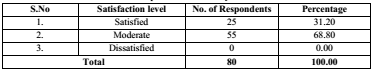 S.No Satisfaction level No. of Respondents Percentage
1. Satisfied 25 31.20
2. Moderate 55 68.80
3. Dissatisfied 0 0.00
Total 80 100.00